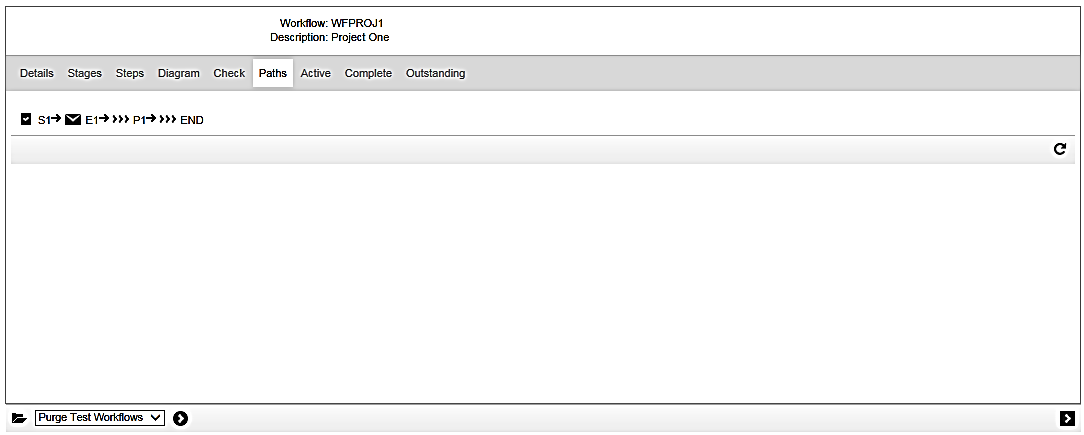 Workflow: WFPROJ1
Description: Project One
Details Stages Steps Diagram Check Paths Active Complete Outstanding
S1 E1 P1 END
Purge Test Workflows